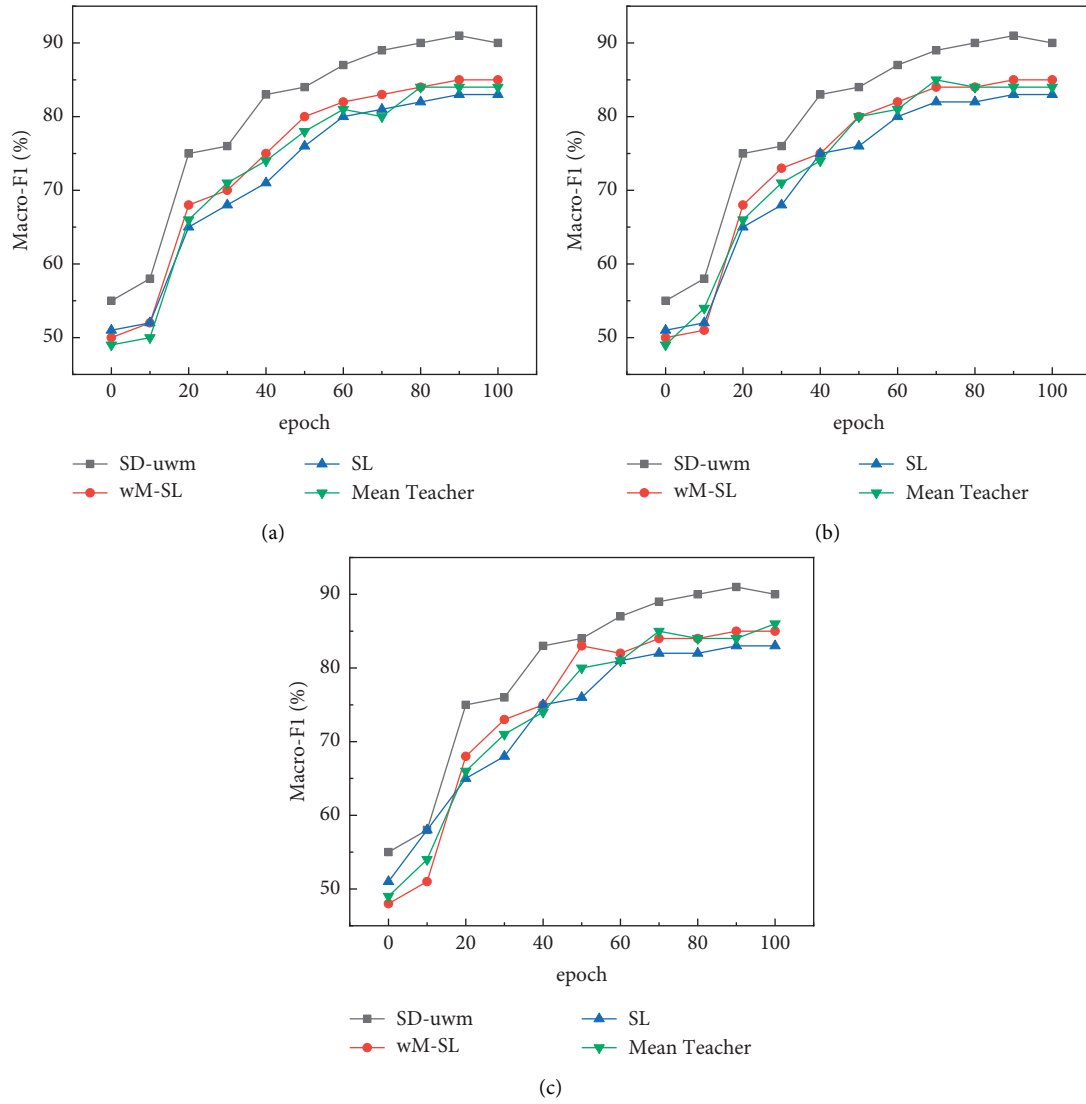 90
80
70
60
50
Macro-F1 (%)
0 20 40 60 80 100
epoch
SD-uwm SL
wM-SL Mean Teacher
(a)
90
80
70
60
50
Macro-F1 (%)
0 20 40 60 80 100
epoch
SD-uwm SL
wM-SL Mean Teacher
(b)
90
80
70
60
50
Macro-F1 (%)
0 20 40 60 80 100
epoch
SD-uwm SL
wM-SL Mean Teacher
(c)